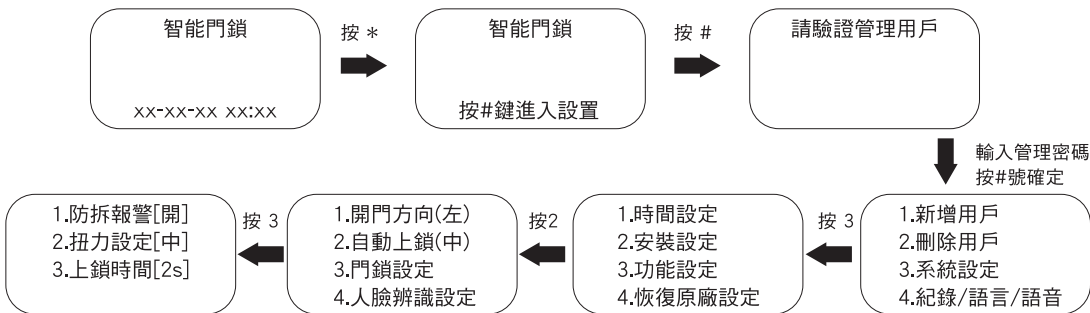 智能門鎖
xx-xx-xx xx:xx
按 *
智能門鎖
按#鍵進入設置
按 #
請驗證管理用戶
輸入管理密碼
按#號確定
1.新增用戶
2.刪除用戶
3.系統設定
4.紀錄/語言/語音
按 3
1.時間設定
2.安裝設定
3.功能設定
4.恢復原廠設定
按2
1.開門方向(左)
2.自動上鎖(中)
3.門鎖設定
4.人臉辨識設定
按 3
1.防拆報警[開]
2.扭力設定[中]
3.上鎖時間[2s]